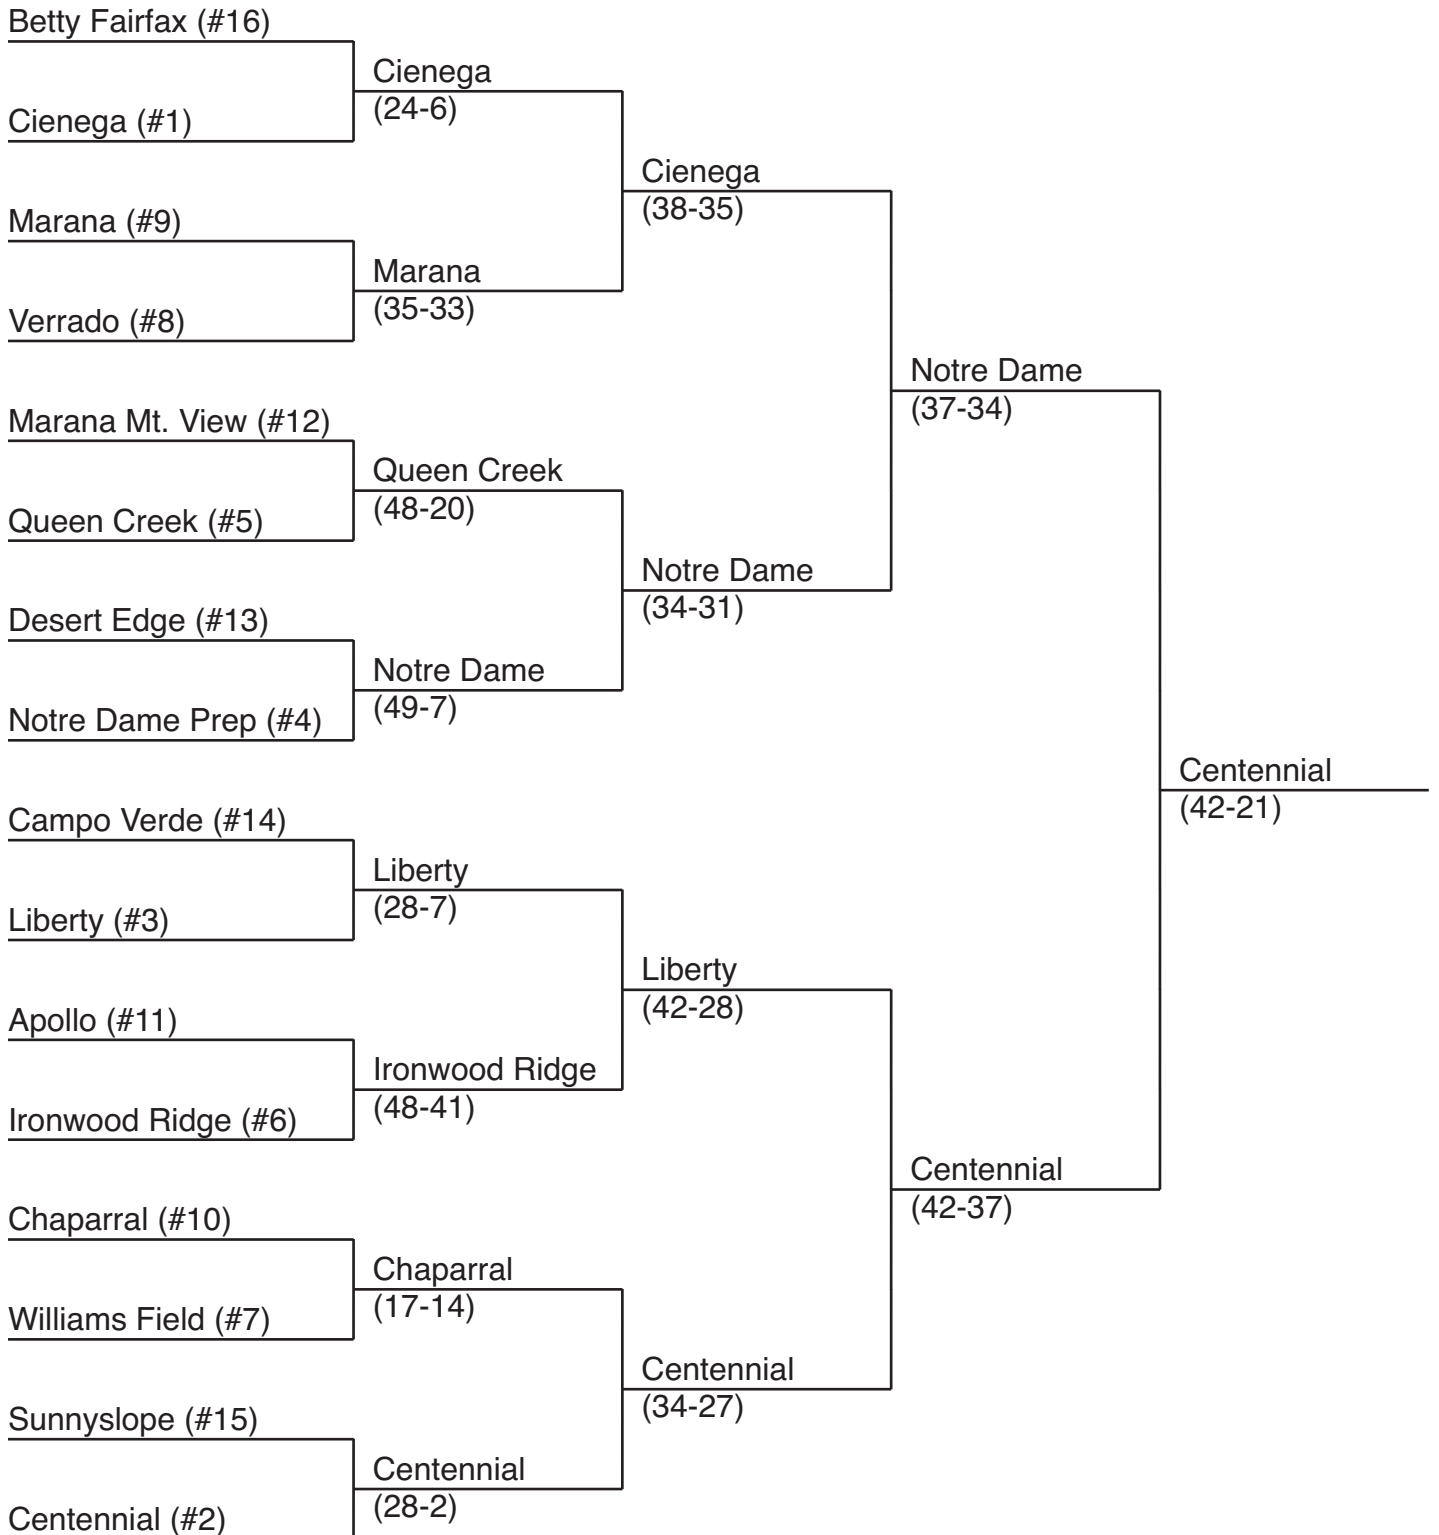 Betty Fairfax (#16)
Cienega (#1)
Marana (#9)
Verrado (#8)
Marana Mt. View (#12)
Queen Creek (#5)
Desert Edge (#13)
Notre Dame Prep (#4)
Campo Verde (#14)
Liberty (#3)
Apollo (#11)
Ironwood Ridge (#6)
Chaparral (#10)
Williams Field (#7)
Sunnyslope (#15)
Centennial (#2)
Cienega
(24-6)
Marana
(35-33)
Queen Creek
(48-20)
Notre Dame
(49-7)
Liberty
(28-7)
Ironwood Ridge
(48-41)
Chaparral
(17-14)
Centennial
(28-2)
Cienega
(38-35)
Notre Dame
(34-31)
Liberty
(42-28)
Centennial
(34-27)
Notre Dame
(37-34)
Centennial
(42-37)
Centennial
(42-21)